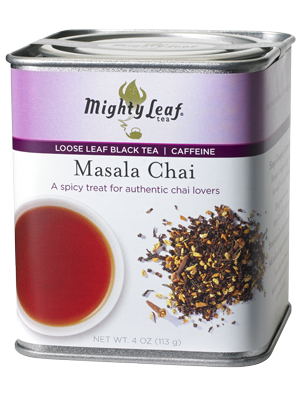 Mighty Leaf®
tea
LOOSE LEAF BLACK TEA | CAFFEINE
Masala Chai
A spicy treat for authentic chai lovers
NET WT. 4 OZ (113 g)